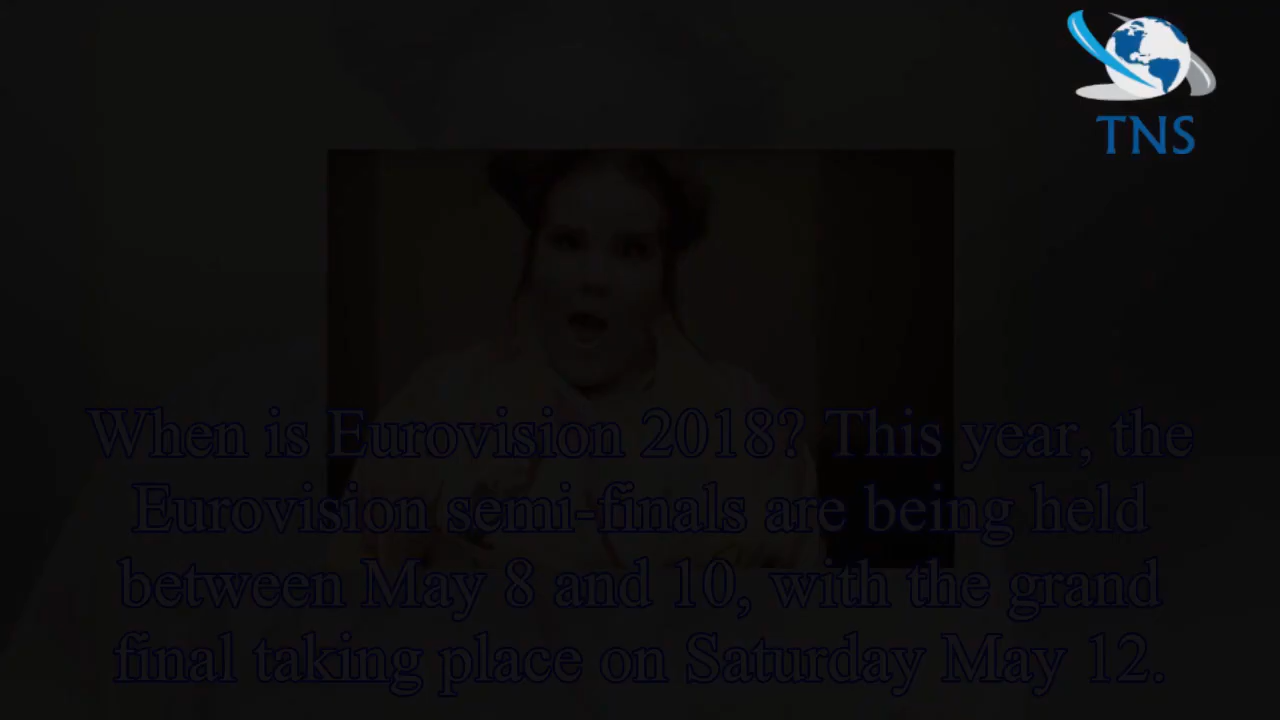 TNS
When is Eurovision 2018? This year, the
Eurovision semi-finals are being held
between May 8 and 10, with the grand
final taking place on Saturday May 12.